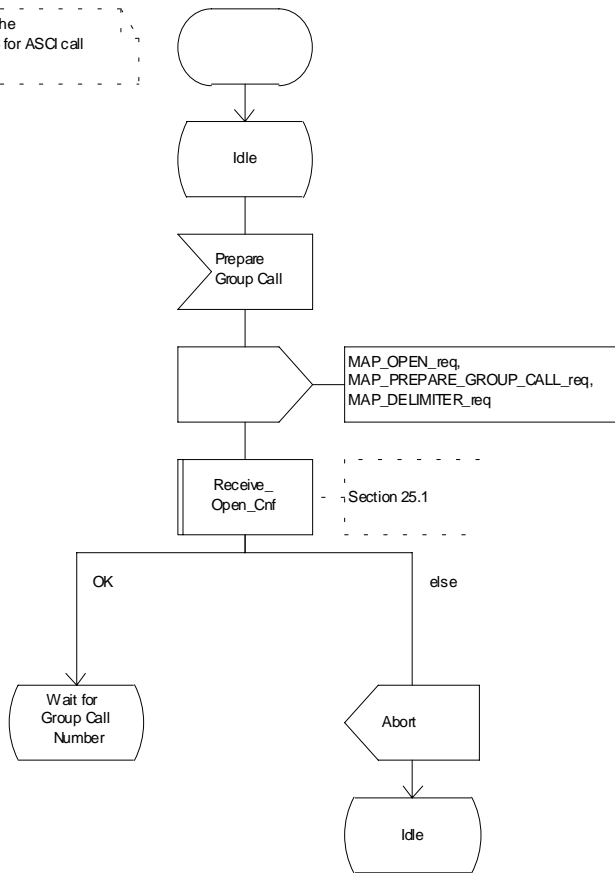 he
for ASCI call
Idle
Prepare
Group Call
MAP_OPEN_req,
MAP_PREPARE_GROUP_CALL_req,
MAP_DELIMITER_req
Receive_
Open_Cnf
Section 25.1
OK
else
Wait for
Group Call
Number
Abort
Idle